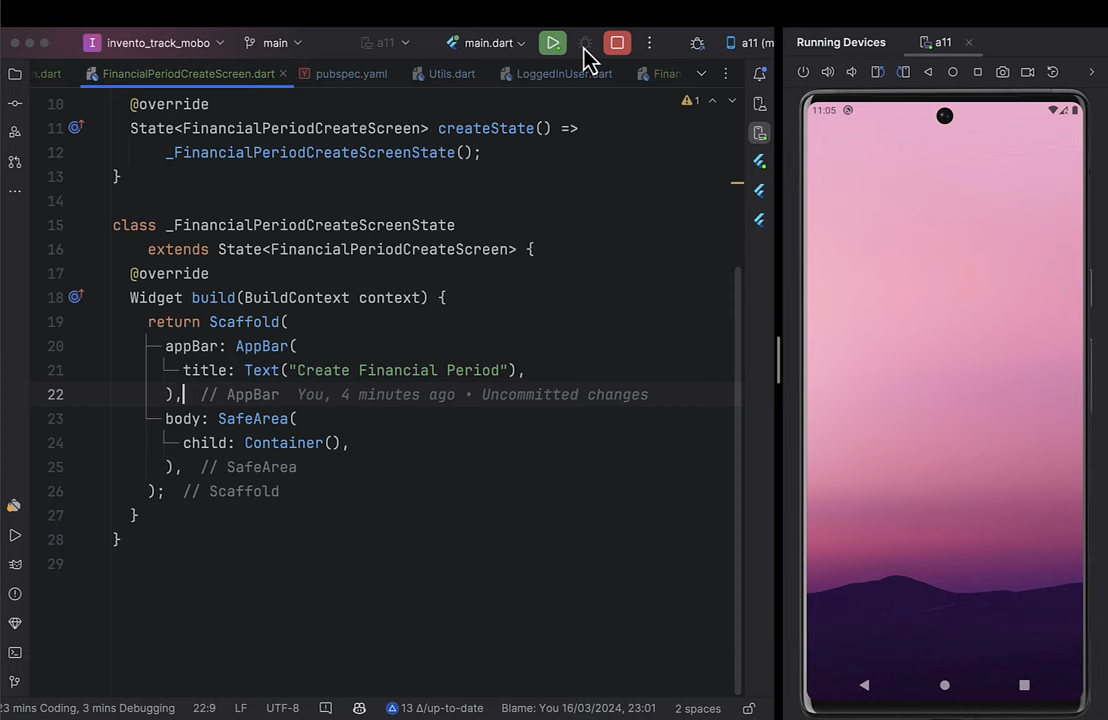 invento_track_mobo
main
a11
main.dart
a11 (m
n.dart
FinancialPeriodCreateScreen.dart
pubspec.yaml
Utils.dart
LoggedInUser.dart
Finan
10 @override
1
11 State<FinancialPeriodCreateScreen> createState() =>
12 _FinancialPeriodCreateScreenState();
13 }
14
15 class _FinancialPeriodCreateScreenState
16 extends State<FinancialPeriodCreateScreen> {
17 @override
18 Widget build(BuildContext context) {
19 return Scaffold(
20 appBar: AppBar(
21 title: Text("Create Financial Period"),
22 ), // AppBar You, 4 minutes ago • Uncommitted changes
23 body: SafeArea(
24 child: Container(),
25 ), // SafeArea
26 ); // Scaffold
27 }
28 }
29
23 mins Coding, 3 mins Debugging
22:9
LF
UTF-8
13 Δ/up-to-date
Blame: You 16/03/2024, 23:01
2 spaces
Running Devices
a11
11:05